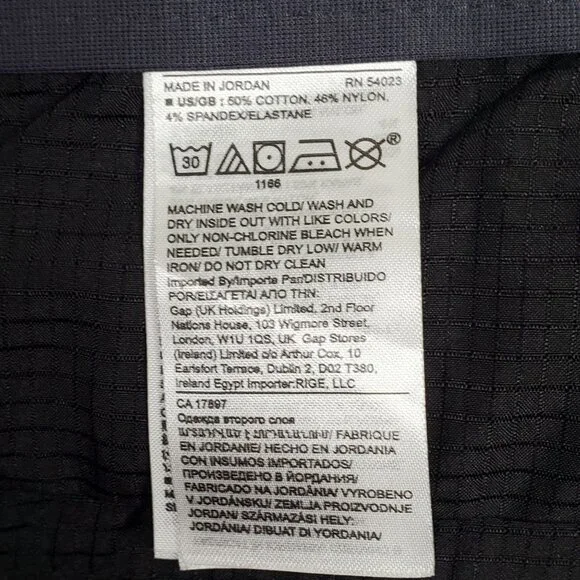 MADE IN JORDAN RN 54023
■ US/GB : 50% COTTON, 46% NYLON,
4% SPANDEX/ELASTANE
30
®
1166
MACHINE WASH COLD/ WASH AND
DRY INSIDE OUT WITH LIKE COLORS/
ONLY NON-CHLORINE BLEACH WHEN
NEEDED/ TUMBLE DRY LOW/ WARM
IRON/ DO NOT DRY CLEAN
Imported By/Importe Par/DISTRIBUIDO
POR/ΕΙΣΑΓΕΤΑΙ ΑΠΟ ΤΗΝ:
Gap (UK Holdings) Limited, 2nd Floor
Nations House, 103 Wigmore Street,
London, W1U 1QS, UK Gap Stores
(Ireland) Limited c/o Arthur Cox, 10
Earlsfort Terrace, Dublin 2, D02 T380,
Ireland Egypt Importer:RIGE, LLC
CA 17897
Одежда второго слоя
FABRIQUE
EN JORDANIE/ HECHO EN JORDANIA
CON INSUMOS IMPORTADOS/
ПРОИЗВЕДЕНО В ЙОРДАНИЯ/
FABRICADO NA JORDÂNIA/ VYROBENO
V JORDÁNSKU/ ZEMLJA PROIZVODNJE
JORDAN/ SZÁRMAZÁSI HELY:
JORDÁNIA/ DIBUAT DI YORDANIA/